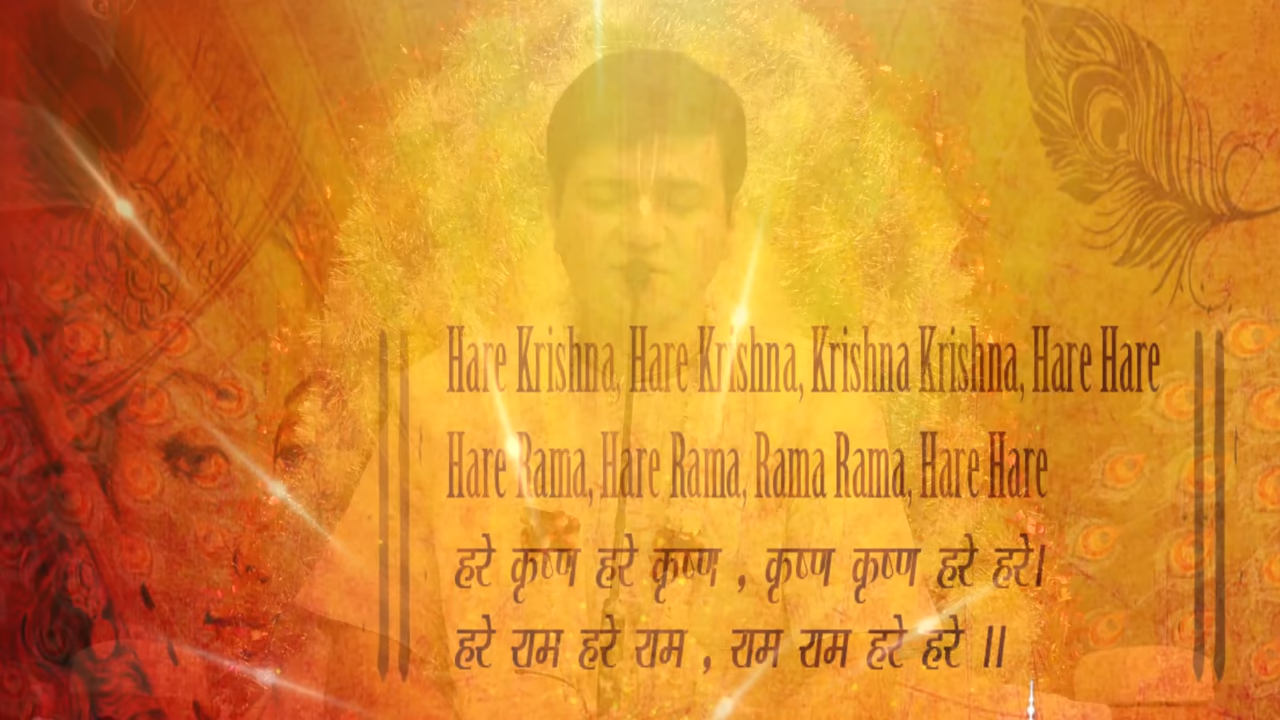 Hare Krishna, Hare Krishna, Krishna Krishna, Hare Hare
Hare Rama, Hare Rama, Rama Rama, Hare Hare
हरे कृष्ण हरे कृष्ण , कृष्ण कृष्ण हरे हरे।
हरे राम हरे राम , राम राम हरे हरे ॥